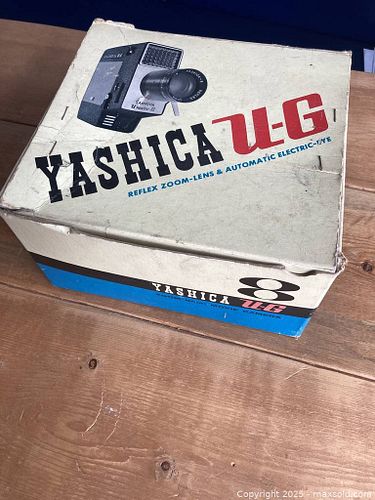 YASHICA U-G
REFLEX ZOOM-LENS & AUTOMATIC ELECTRIC-EYE
8
YASHICA U-G
Copyright © 2025 - maxsold.com